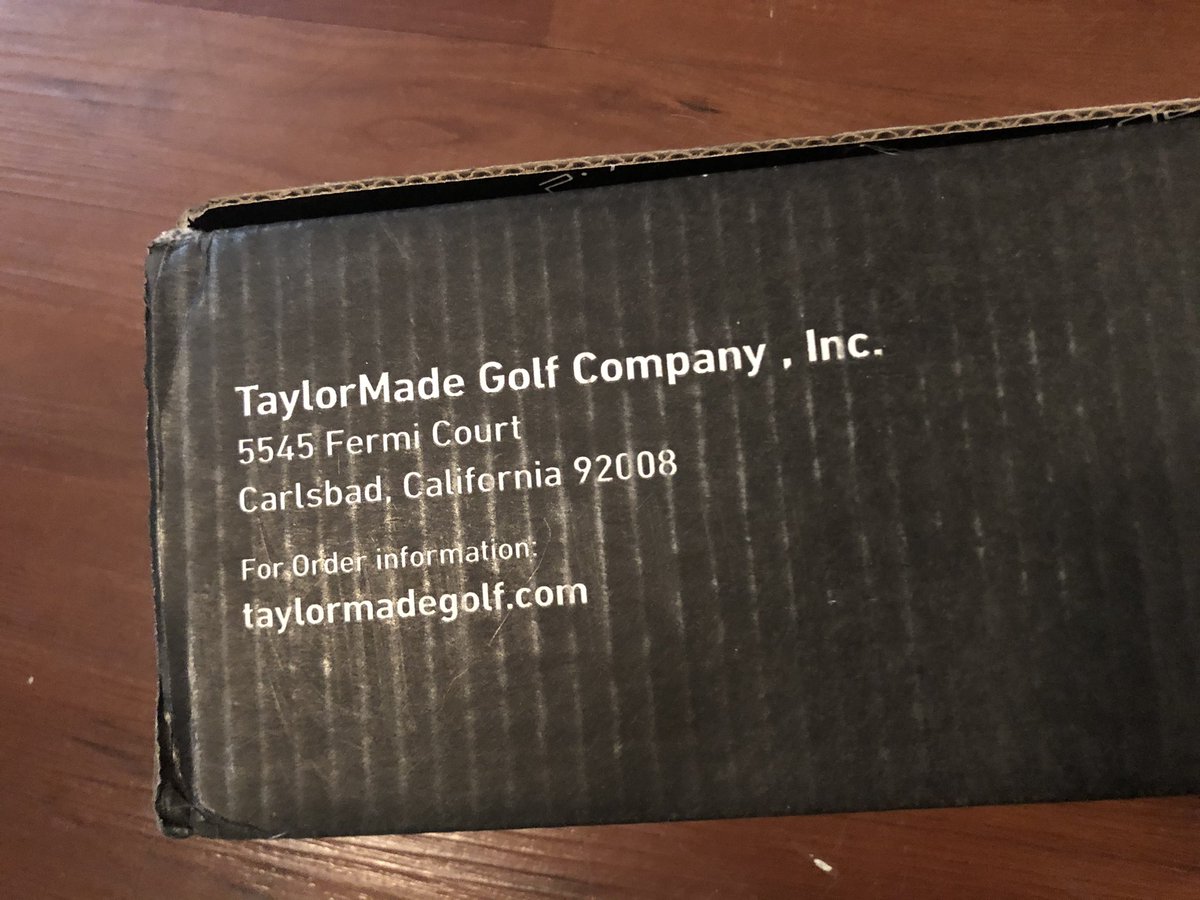 TaylorMade Golf Company , Inc.
5545 Fermi Court
Carlsbad, California 92008
For Order information:
taylormadegolf.com